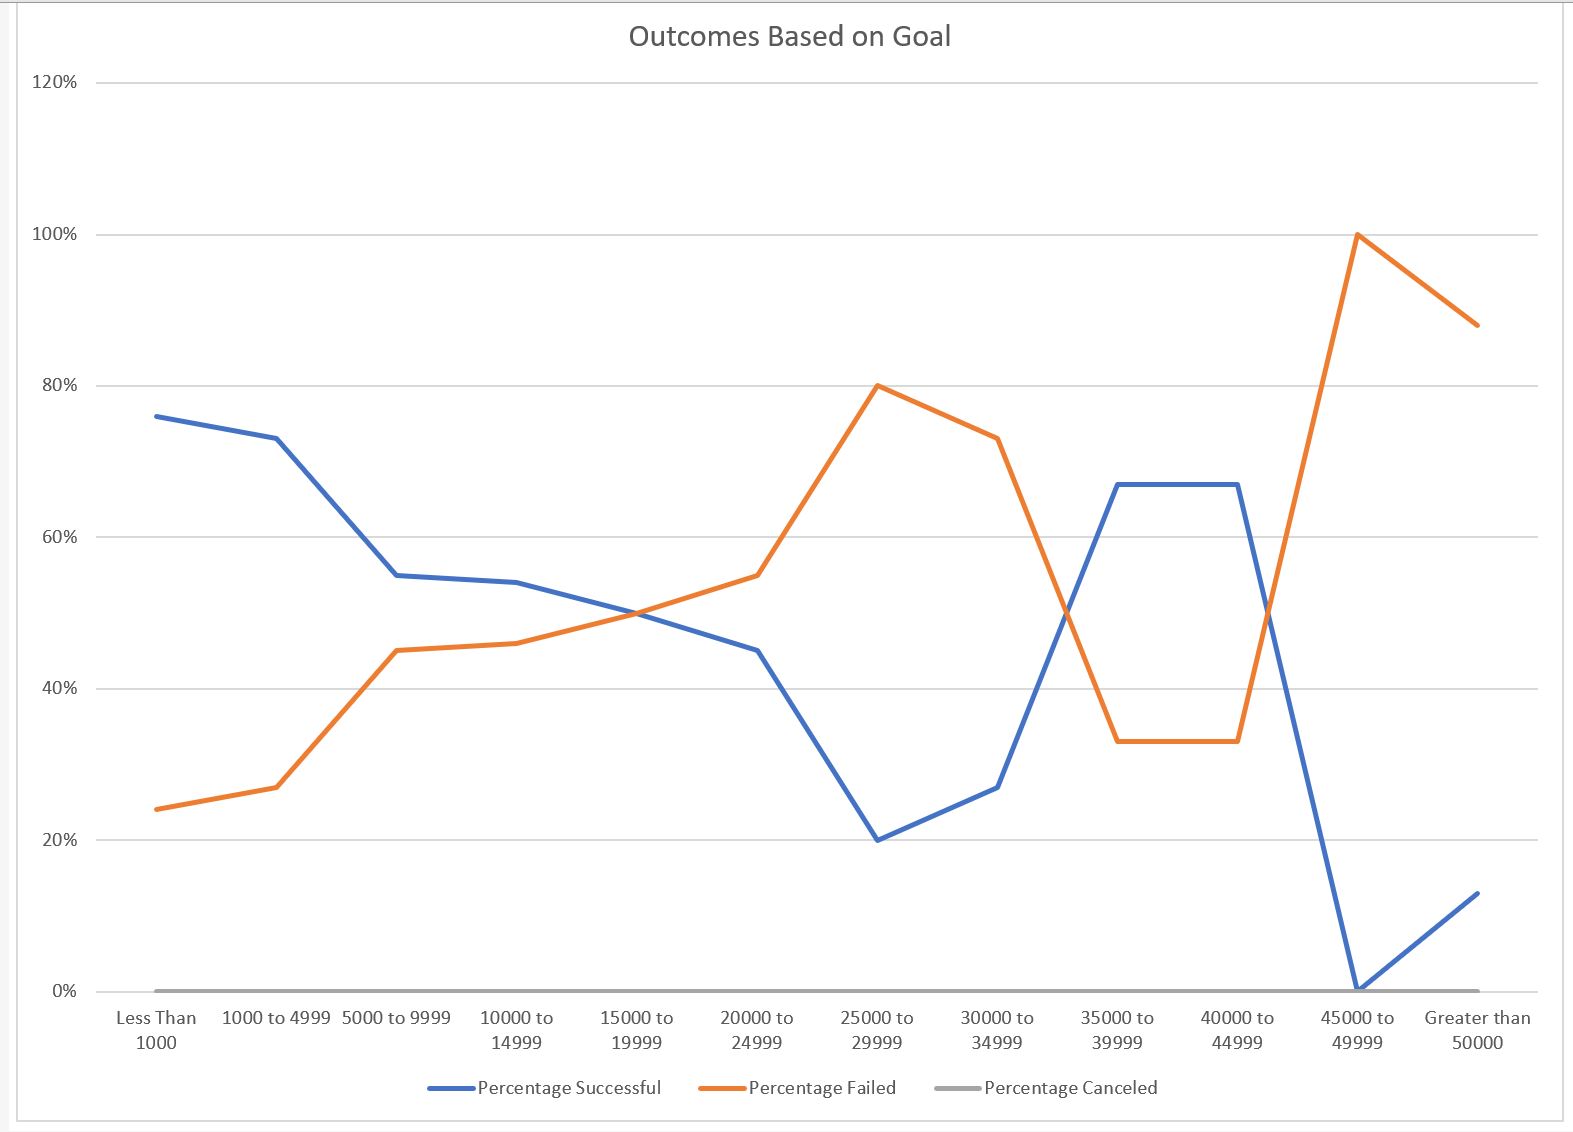 Outcomes Based on Goal
120%
100%
80%
60%
40%
20%
0%
Less Than 1000
1000 to 4999
5000 to 9999
10000 to 14999
15000 to 19999
20000 to 24999
25000 to 29999
30000 to 34999
35000 to 39999
40000 to 44999
45000 to 49999
Greater than 50000
Percentage Successful
Percentage Failed
Percentage Canceled